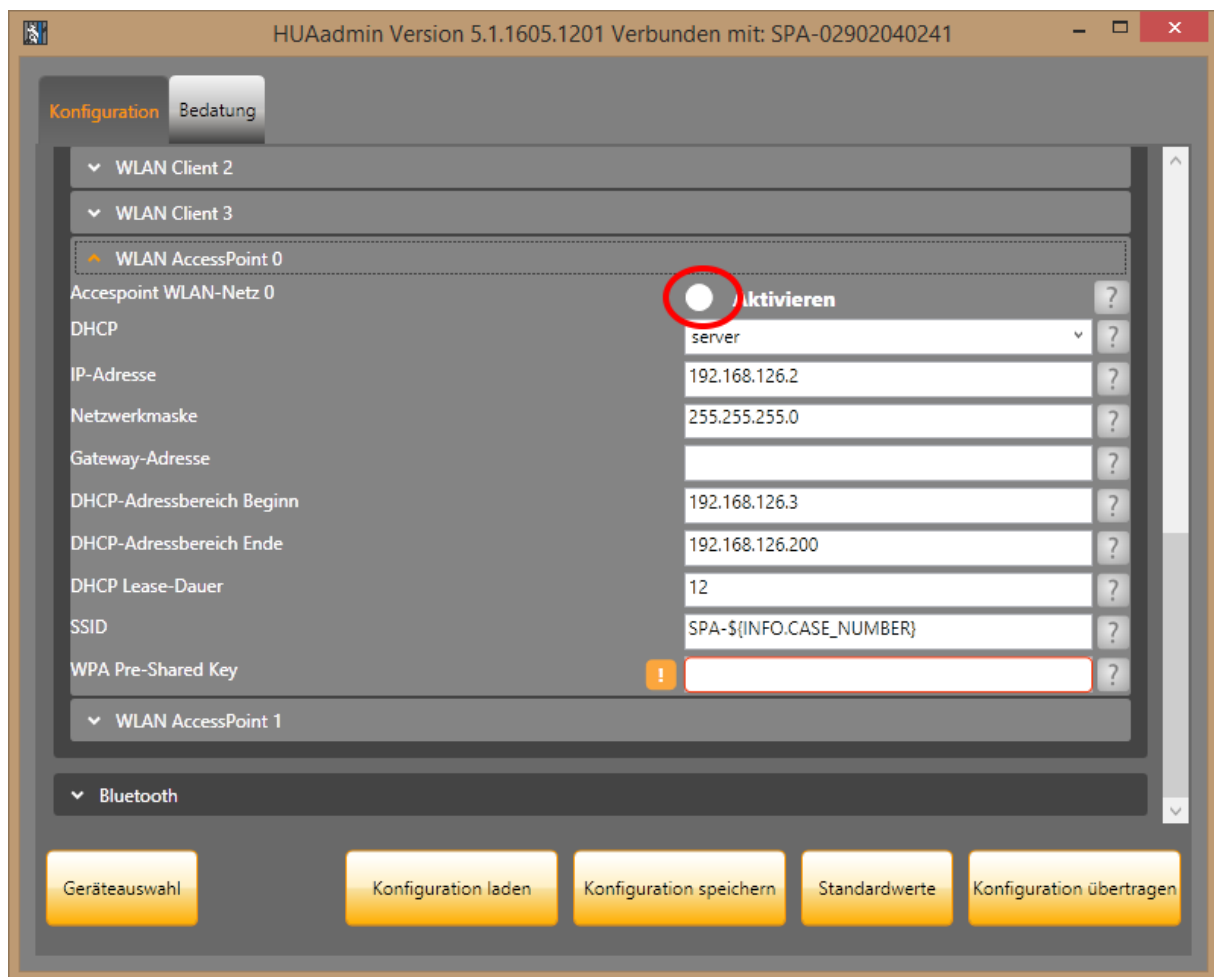 HUAadmin Version 5.1.1605.1201 Verbunden mit: SPA-02902040241
Konfiguration Bedatung
WLAN Client 2
WLAN Client 3
WLAN AccessPoint 0
Accespoint WLAN-Netz 0 Aktivieren ?
DHCP server ?
IP-Adresse 192.168.126.2 ?
Netzwerkmaske 255.255.255.0 ?
Gateway-Adresse ?
DHCP-Adressbereich Beginn 192.168.126.3 ?
DHCP-Adressbereich Ende 192.168.126.200 ?
DHCP Lease-Dauer 12 ?
SSID SPA-${INFO.CASE_NUMBER} ?
WPA Pre-Shared Key ! ?
WLAN AccessPoint 1
Bluetooth
Geräteauswahl Konfiguration laden Konfiguration speichern Standardwerte Konfiguration übertragen